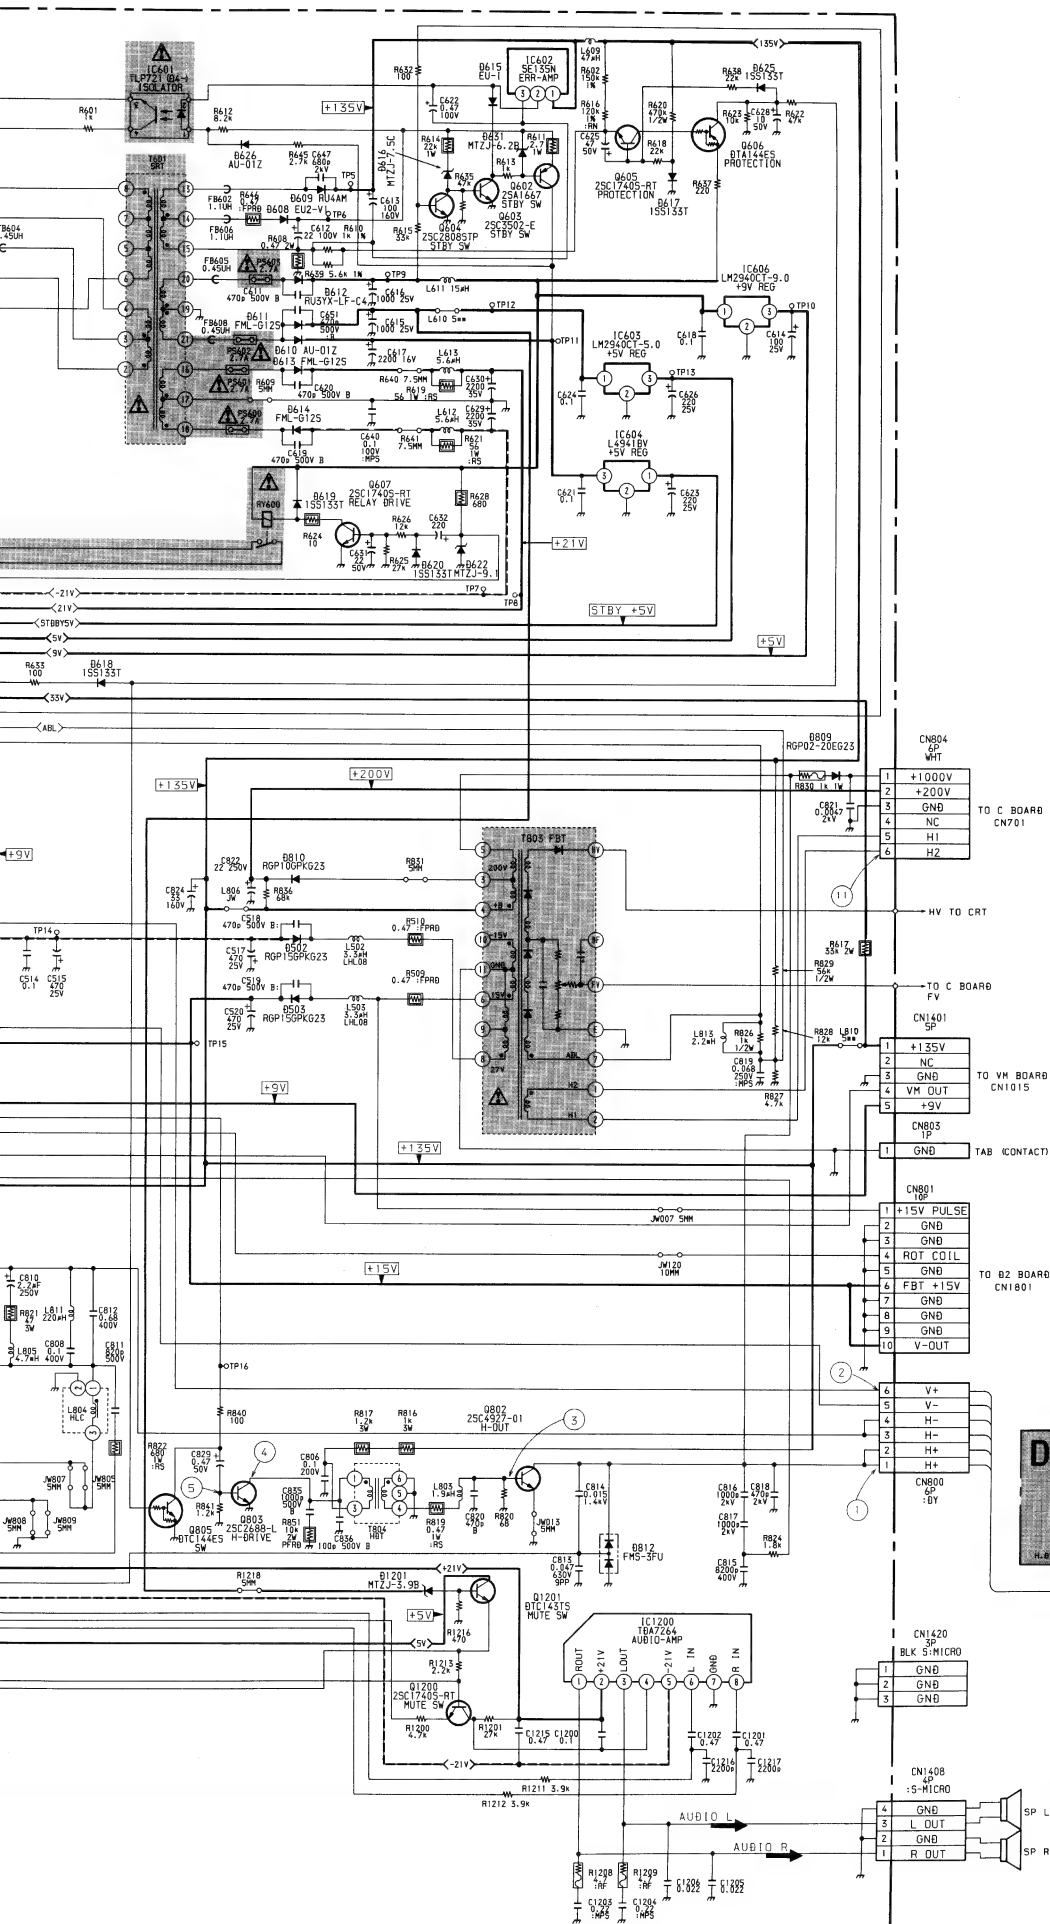 IC601
TLP721 (D4-)
ISOLATOR
R601
1k
R612
8.2k
D626
AU-01Z
R645
2.7k
C447
680p
2kV
TP5
T601
SRT
R632
100
+135V
C622
0.47
100V
D615
EU-1
IC602
SE135N
ERR-AMP
3
2
1
L609
47µH
R602
150k
1%
R616
120k
1%
:RN
C625
47
50V
R620
470k
1/2W
R618
22k
Q605
2SC1740S-RT
PROTECTION
D617
1SS133T
135V
R638
22k
D625
1SS133T
R623
10k
C628
10
50V
R622
47k
Q606
DTA144ES
PROTECTION
R637
220
D616
MTZJ-7.5C
R614
22k
1W
D631
MTZJ-6.2B
R613
1k
R611
2.7
1W
R635
47k
Q602
2SA1667
STBY SW
Q603
2SC3502-E
STBY SW
Q604
2SC2808STP
STBY SW
R615
33k
C613
100
160V
FB602
1.1UH
R646
0.47
:FPRD
D609 RU4AM
D608 EU2-V1
TP6
FB606
1.1UH
R608
0.47 2W
C612
22 100V
R610
1k 1%
FB604
.45UH
FB605
0.45UH
PS603
2.7A
R639 5.6k 1%
TP9
C611
470p 500V B
D612
RU3YX-LF-C4
C616
1000 25V
L611 15µH
TP12
FB608
0.45UH
D611
FML-G12S
C651
470p
500V
:B
C615
1000 25V
L610 5mm
PS602
2.7A
D610 AU-01Z
D613 FML-G12S
C617
2200 16V
L613
5.6µH
TP11
PS601
2.7A
R609
5MM
C620
470p 500V B
R640 7.5MM
R619
56 1W :RS
C630
2200
35V
PS600
2.7A
D614
FML-G12S
L612
5.6µH
C629
2200
35V
C619
470p 500V B
C640
0.1
100V
:MPS
R641
7.5MM
R621
56
1W
:RS
IC606
LM2940CT-9.0
+9V REG
TP10
C618
0.1
C614
100
25V
IC603
LM2940CT-5.0
+5V REG
TP13
C624
0.1
C626
220
25V
IC604
L4941BV
+5V REG
C621
0.1
C623
220
25V
RY600
D619
1SS133T
Q607
2SC1740S-RT
RELAY DRIVE
R624
10
R626
12k
C632
220
R628
680
C631
22
50V
R625
27k
D620
1SS133T
D622
MTZJ-9.1
+21V
TP7
TP8
-21V
21V
STBBY5V
5V
9V
STBY +5V
+5V
R633
100
D618
1SS133T
33V
ABL
D809
RGP02-20EG23
+135V
+200V
R830 1k 1W
C821
0.0047
2kV
CN804
6P
WHT
1 +1000V
2 +200V
3 GND
4 NC
5 H1
6 H2
TO C BOARD
CN701
11
+9V
T803 FBT
C822
22 250V
D810
RGP10GPKG23
R831
5MM
C824
33
160V
L806
JW
R836
68k
200V
+B
-15V
GND
15V
27V
HV
BF
FV
E
ABL
H2
H1
C518
470p 500V B:
R510
0.47 :FPRD
HV TO CRT
TP14
C514
0.1
C515
470
25V
C517
470
25V
D502
RGP15GPKG23
L502
3.3µH
LHL08
R617
33k 2W
C519
470p 500V B:
R509
0.47 :FPRD
R829
56k
1/2W
TO C BOARD
FV
C520
470
25V
D503
RGP15GPKG23
L503
3.3µH
LHL08
TP15
L813
2.2mH
R826
1k
1/2W
R828
12k
L810
5mm
C819
0.068
250V
:MPS
R827
4.7k
CN1401
5P
1 +135V
2 NC
3 GND
4 VM OUT
5 +9V
TO VM BOARD
CN1015
+9V
+135V
CN803
1P
1 GND
TAB (CONTACT)
CN801
10P
1 +15V PULSE
2 GND
3 GND
4 ROT COIL
5 GND
6 FBT +15V
7 GND
8 GND
9 GND
10 V-OUT
TO D2 BOARD
CN1801
JW007 5MM
JW120
10MM
+15V
C810
2.2µF
250V
R821
47
3W
L811
220µH
C812
0.68
400V
L805
4.7mH
C808
0.1
400V
C811
820p
500V
TP16
L804
HLC
R840
100
2
6 V+
5 V-
4 H-
3 H-
2 H+
1 H+
CN800
6P
:DY
1
R822
680
1W
:RS
C829
0.47
50V
4
5
JW807
5MM
JW805
5MM
JW808
5MM
JW809
5MM
R841
1.2k
Q805
DTC144ES
SW
Q803
2SC2688-L
H-DRIVE
C806
0.1
200V
R817
1.2k
3W
R816
1k
3W
Q802
2SC4927-01
H-OUT
3
C835
1000p
500V
B
R851
10k
2W
PFRD
C836
100p 500V B
T804
HBT
R819
0.47
1W
:RS
L803
1.9mH
C820
470p
B
R820
68
JW013
5MM
C814
0.015
1.4kV
C813
0.047
630V
9PP
D812
FMS-3FU
C816
1000p
2kV
C818
470p
2kV
C817
1000p
2kV
R824
1.8k
C815
8200p
400V
D
R1218
5MM
D1201
MTZJ-3.9B
+21V
+5V
5V
R1216
470
Q1201
DTC143TS
MUTE SW
R1213
2.2k
Q1200
2SC1740S-RT
MUTE SW
R1200
4.7k
R1201
27k
IC1200
TDA7264
AUDIO-AMP
ROUT
+21V
LOUT
-21V
L IN
GND
R IN
1 2 3 4 5 6 7 8
C1215
0.47
C1200
0.1
C1202
0.47
C1201
0.47
C1216
2200p
C1217
2200p
-21V
R1211 3.9k
R1212 3.9k
CN1420
3P
BLK S:MICRO
1 GND
2 GND
3 GND
CN1408
4P
:S-MICRO
4 GND
3 L OUT
2 GND
1 R OUT
SP L
SP R
AUDIO L
AUDIO R
R1208
4.7
:RF
R1209
4.7
:RF
C1206
0.022
C1205
0.022
C1203
0.22
:MPS
C1204
0.22
:MPS